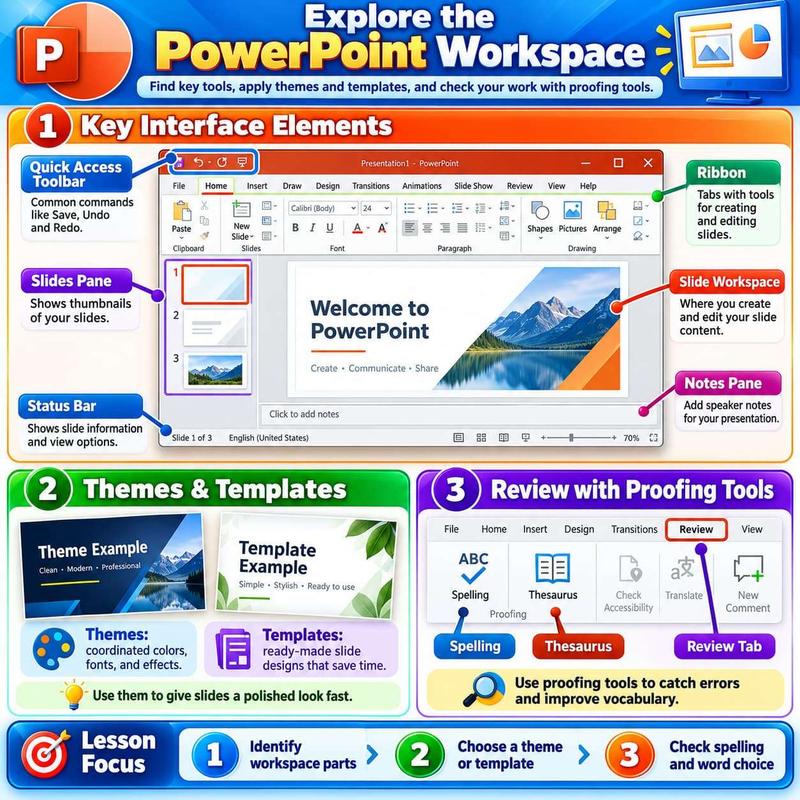 P
Explore the
PowerPoint Workspace
Find key tools, apply themes and templates, and check your work with proofing tools.
1 Key Interface Elements
Quick Access
Toolbar
Common commands
like Save, Undo
and Redo.
Slides Pane
Shows thumbnails
of your slides.
Status Bar
Shows slide information
and view options.
Presentation1 - PowerPoint
File Home Insert Draw Design Transitions Animations Slide Show Review View Help
Paste
Clipboard
New
Slide
Slides
Calibri (Body) 24
B I U A A
Font
Paragraph
Shapes Pictures Arrange
Drawing
1
2
3
Welcome to
PowerPoint
Create • Communicate • Share
Click to add notes
Slide 1 of 3 English (United States) 70%
Ribbon
Tabs with tools
for creating
and editing
slides.
Slide Workspace
Where you create
and edit your slide
content.
Notes Pane
Add speaker notes
for your presentation.
2 Themes & Templates
Theme Example
Clean • Modern • Professional
Template
Example
Simple • Stylish • Ready to use
Themes:
coordinated colors,
fonts, and effects.
Templates:
ready-made slide
designs that save time.
Use them to give slides a polished look fast.
3 Review with Proofing Tools
File Home Insert Design Transitions Review View
ABC
Spelling
Thesaurus
Proofing
Check
Accessibility
Translate
New
Comment
Spelling
Thesaurus
Review Tab
Use proofing tools to catch errors
and improve vocabulary.
Lesson
Focus
1 Identify
workspace parts
2 Choose a theme
or template
3 Check spelling
and word choice